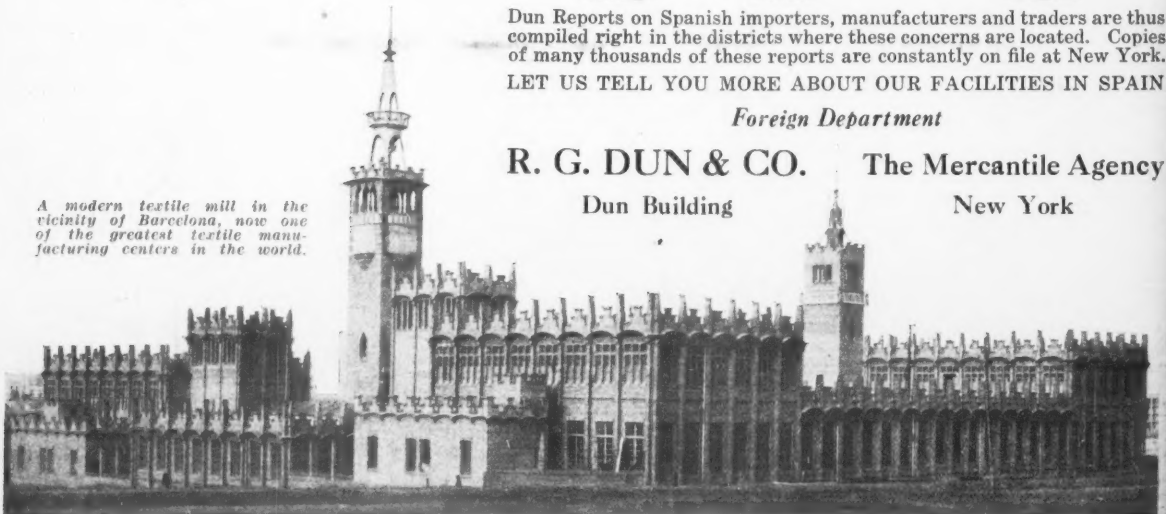 Dun Reports on Spanish importers, manufacturers and traders are thus
compiled right in the districts where these concerns are located. Copies
of many thousands of these reports are constantly on file at New York.
LET US TELL YOU MORE ABOUT OUR FACILITIES IN SPAIN
Foreign Department
R. G. DUN & CO. The Mercantile Agency
Dun Building New York
A modern textile mill in the
vicinity of Barcelona, now one
of the greatest textile manu-
facturing centers in the world.